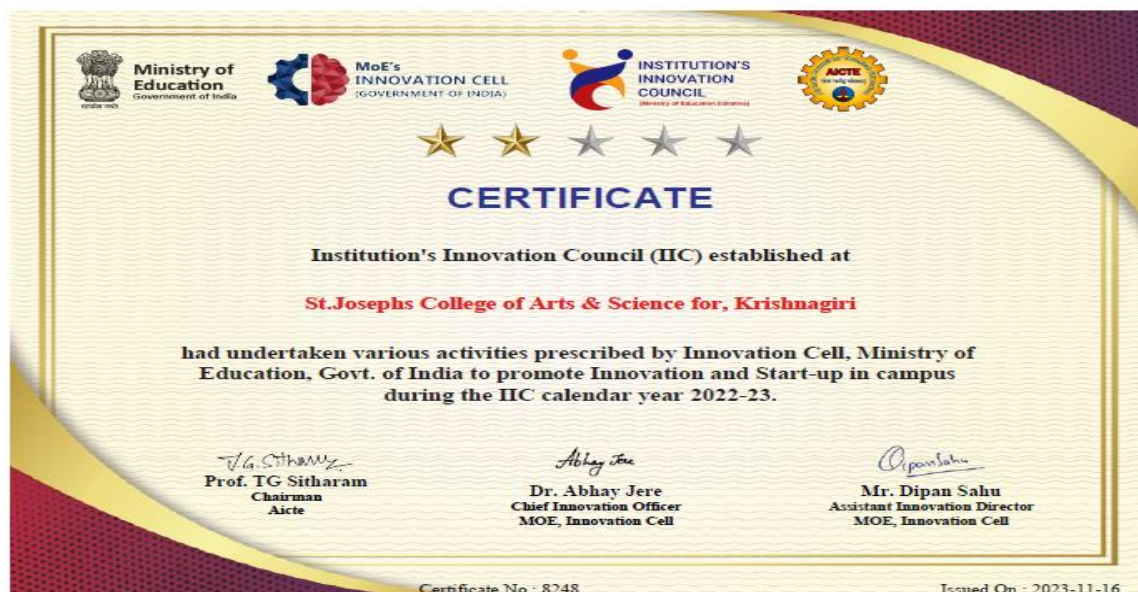 Ministry of
Education
Government of India
MoE's
INNOVATION CELL
(GOVERNMENT OF INDIA)
INSTITUTION'S
INNOVATION
COUNCIL
(Ministry of Education Initiative)
AICTE
CERTIFICATE
Institution's Innovation Council (IIC) established at
St.Josephs College of Arts & Science for, Krishnagiri
had undertaken various activities prescribed by Innovation Cell, Ministry of
Education, Govt. of India to promote Innovation and Start-up in campus
during the IIC calendar year 2022-23.
Abhay Jere
Prof. TG Sitharam
Chairman
Aicte
Dr. Abhay Jere
Chief Innovation Officer
MOE, Innovation Cell
Mr. Dipan Sahu
Assistant Innovation Director
MOE, Innovation Cell
Certificate No : 8248
Issued On : 2023-11-16